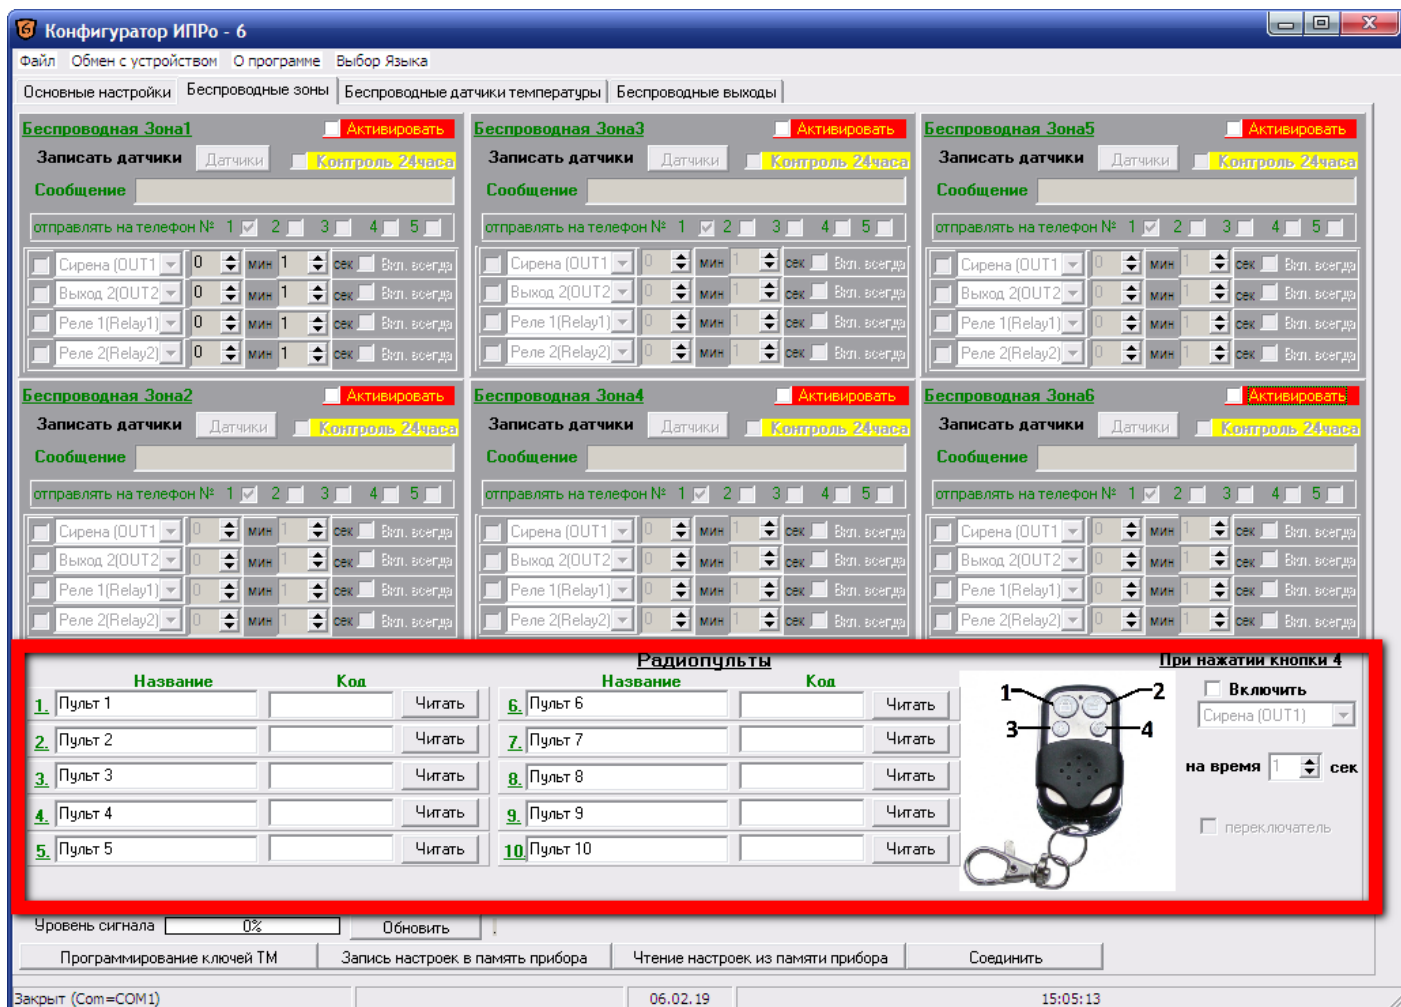 Конфигуратор ИПРо - 6
Файл Обмен с устройством О программе Выбор Языка
Основные настройки Беспроводные зоны Беспроводные датчики температуры Беспроводные выходы
Беспроводная Зона1 Активировать
Записать датчики Датчики Контроль 24часа
Сообщение
отправлять на телефон № 1 2 3 4 5
Сирена (OUT1 0 мин 1 сек Вкл. всегда
Выход 2(OUT2 0 мин 1 сек Вкл. всегда
Реле 1(Relay1) 0 мин 1 сек Вкл. всегда
Реле 2(Relay2) 0 мин 1 сек Вкл. всегда
Беспроводная Зона3 Активировать
Записать датчики Датчики Контроль 24часа
Сообщение
отправлять на телефон № 1 2 3 4 5
Сирена (OUT1 0 мин 1 сек Вкл. всегда
Выход 2(OUT2 0 мин 1 сек Вкл. всегда
Реле 1(Relay1) 0 мин 1 сек Вкл. всегда
Реле 2(Relay2) 0 мин 1 сек Вкл. всегда
Беспроводная Зона5 Активировать
Записать датчики Датчики Контроль 24часа
Сообщение
отправлять на телефон № 1 2 3 4 5
Сирена (OUT1 0 мин 1 сек Вкл. всегда
Выход 2(OUT2 0 мин 1 сек Вкл. всегда
Реле 1(Relay1) 0 мин 1 сек Вкл. всегда
Реле 2(Relay2) 0 мин 1 сек Вкл. всегда
Беспроводная Зона2 Активировать
Записать датчики Датчики Контроль 24часа
Сообщение
отправлять на телефон № 1 2 3 4 5
Сирена (OUT1 0 мин 1 сек Вкл. всегда
Выход 2(OUT2 0 мин 1 сек Вкл. всегда
Реле 1(Relay1) 0 мин 1 сек Вкл. всегда
Реле 2(Relay2) 0 мин 1 сек Вкл. всегда
Беспроводная Зона4 Активировать
Записать датчики Датчики Контроль 24часа
Сообщение
отправлять на телефон № 1 2 3 4 5
Сирена (OUT1 0 мин 1 сек Вкл. всегда
Выход 2(OUT2 0 мин 1 сек Вкл. всегда
Реле 1(Relay1) 0 мин 1 сек Вкл. всегда
Реле 2(Relay2) 0 мин 1 сек Вкл. всегда
Беспроводная Зона6 Активировать
Записать датчики Датчики Контроль 24часа
Сообщение
отправлять на телефон № 1 2 3 4 5
Сирена (OUT1 0 мин 1 сек Вкл. всегда
Выход 2(OUT2 0 мин 1 сек Вкл. всегда
Реле 1(Relay1) 0 мин 1 сек Вкл. всегда
Реле 2(Relay2) 0 мин 1 сек Вкл. всегда
Радиопульты
Название Код
1. Пульт 1 Читать
2. Пульт 2 Читать
3. Пульт 3 Читать
4. Пульт 4 Читать
5. Пульт 5 Читать
Название Код
6. Пульт 6 Читать
7. Пульт 7 Читать
8. Пульт 8 Читать
9. Пульт 9 Читать
10. Пульт 10 Читать
1 2
3 4
При нажатии кнопки 4
Включить
Сирена (OUT1)
на время 1 сек
переключатель
Уровень сигнала 0% Обновить .
Программирование ключей ТМ Запись настроек в память прибора Чтение настроек из памяти прибора Соединить
Закрыт (Com=COM1) 06.02.19 15:05:13